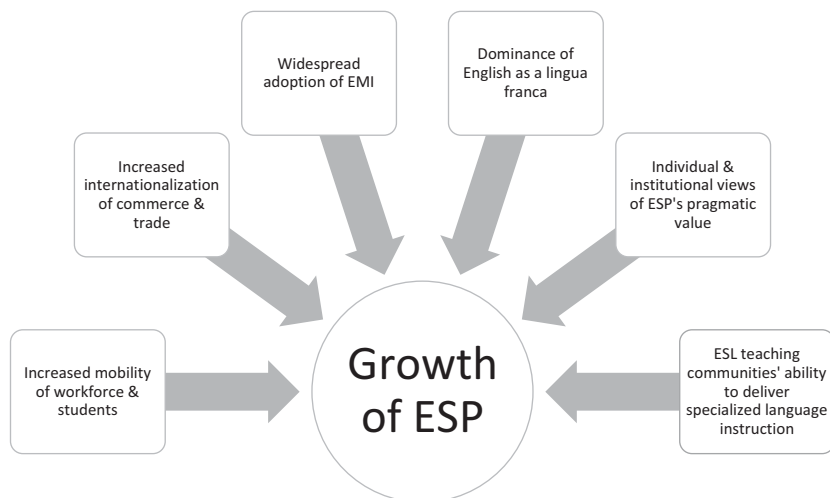 Widespread
adoption of EMI
Dominance of
English as a lingua
franca
Increased
internationalization
of commerce &
trade
Individual &
institutional views
of ESP's pragmatic
value
Increased mobility
of workforce &
students
Growth
of ESP
ESL teaching
communities' ability
to deliver
specialized language
instruction